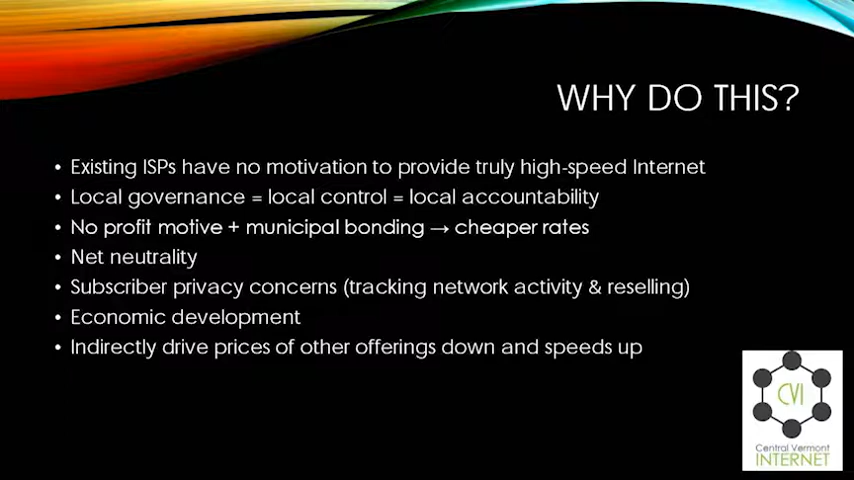 WHY DO THIS?
• Existing ISPs have no motivation to provide truly high-speed Internet
• Local governance = local control = local accountability
• No profit motive + municipal bonding → cheaper rates
• Net neutrality
• Subscriber privacy concerns (tracking network activity & reselling)
• Economic development
• Indirectly drive prices of other offerings down and speeds up
CVI
Central Vermont
INTERNET